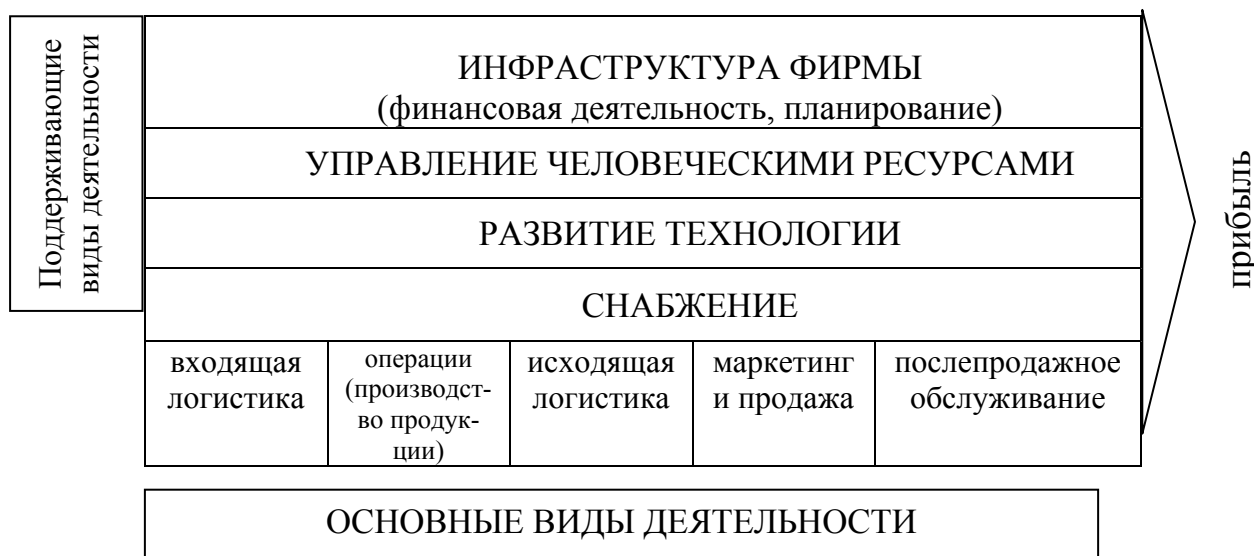 Поддерживающие
виды деятельности
ИНФРАСТРУКТУРА ФИРМЫ
(финансовая деятельность, планирование)
УПРАВЛЕНИЕ ЧЕЛОВЕЧЕСКИМИ РЕСУРСАМИ
РАЗВИТИЕ ТЕХНОЛОГИИ
СНАБЖЕНИЕ
входящая
логистика
операции
(производст-
во продук-
ции)
исходящая
логистика
маркетинг
и продажа
послепродажное
обслуживание
прибыль
ОСНОВНЫЕ ВИДЫ ДЕЯТЕЛЬНОСТИ